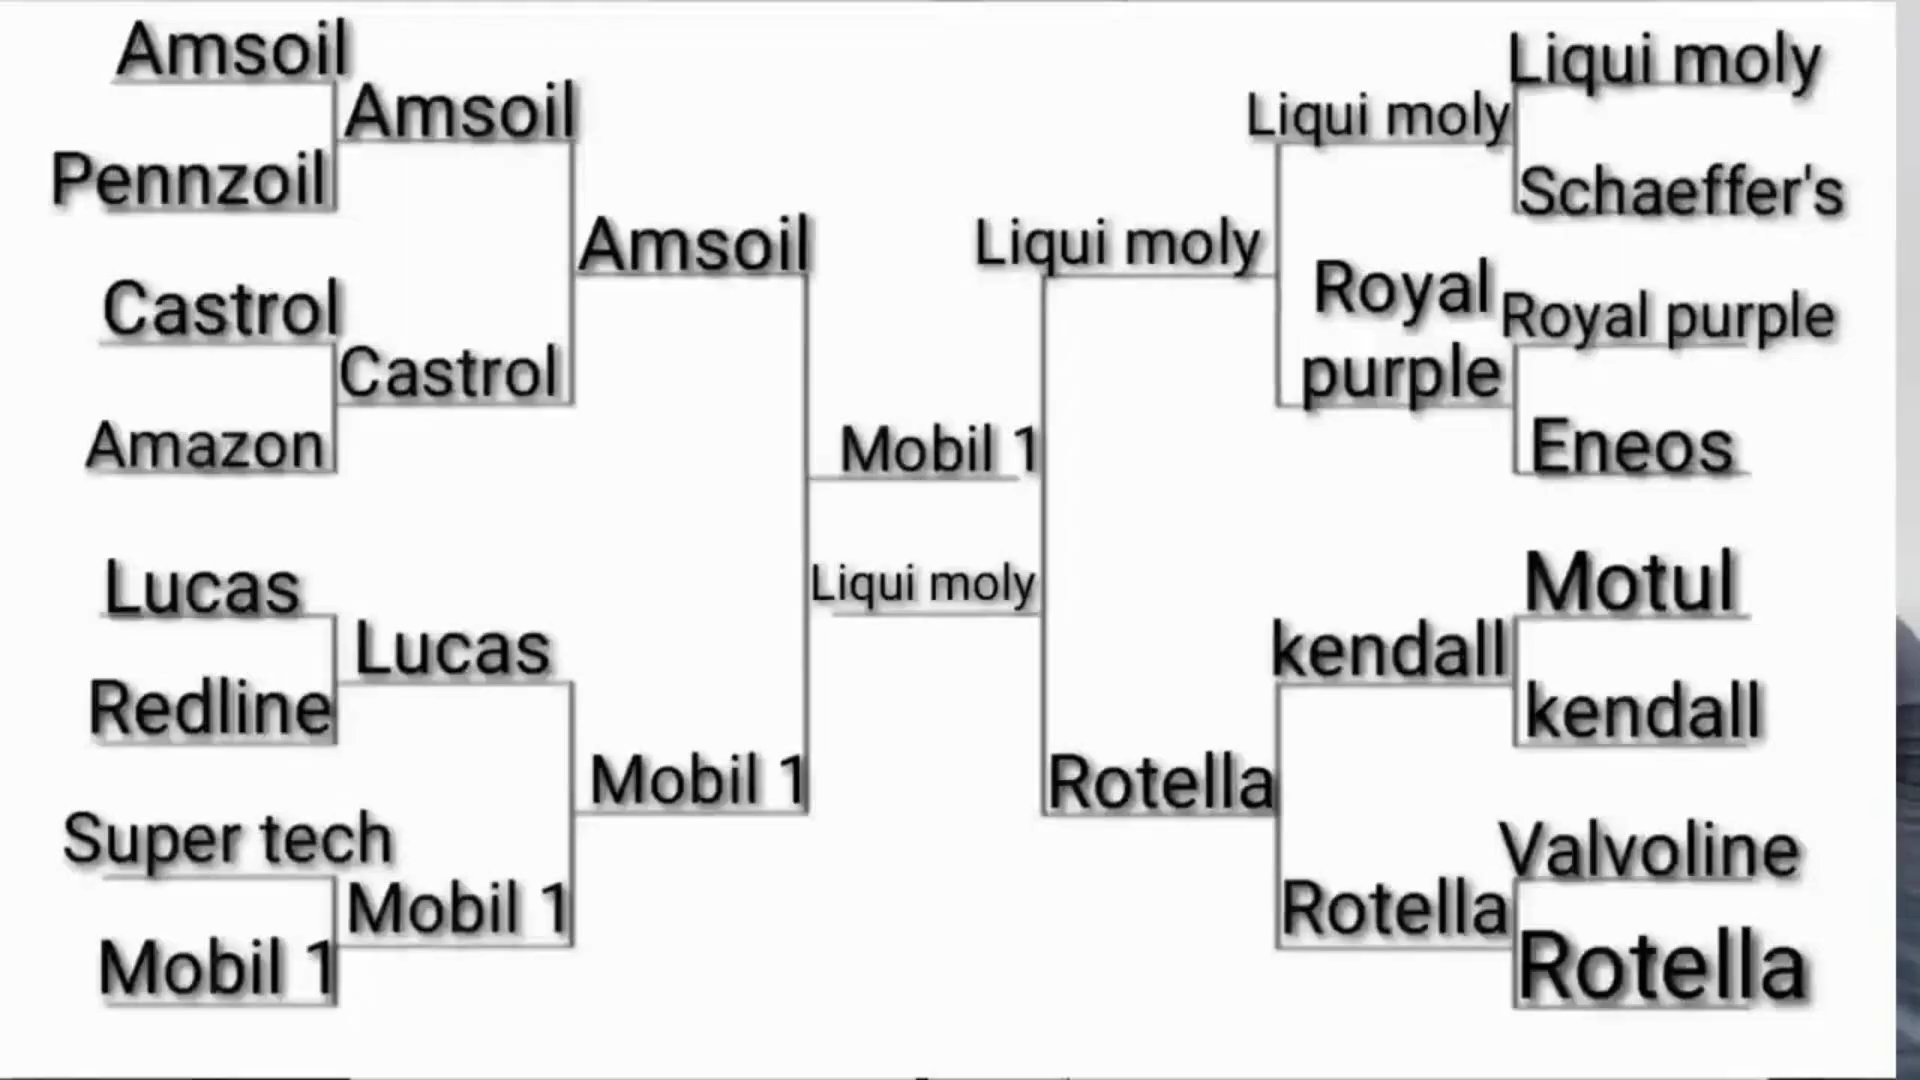 Amsoil
Pennzoil
Castrol
Amazon
Lucas
Redline
Super tech
Mobil 1
Amsoil
Castrol
Lucas
Mobil 1
Amsoil
Mobil 1
Mobil 1
Liqui moly
Liqui moly
Rotella
Liqui moly
Royal
purple
kendall
Rotella
Liqui moly
Schaeffer's
Royal purple
Eneos
Motul
kendall
Valvoline
Rotella